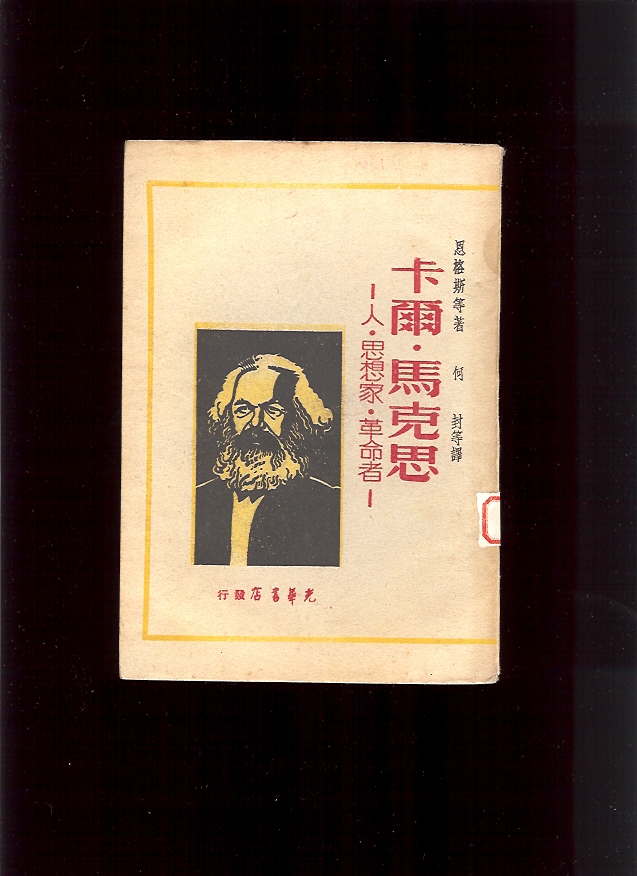 恩格斯等著　何　封等譯
卡爾・馬克思
—人・思想家・革命者—
光華書店發行